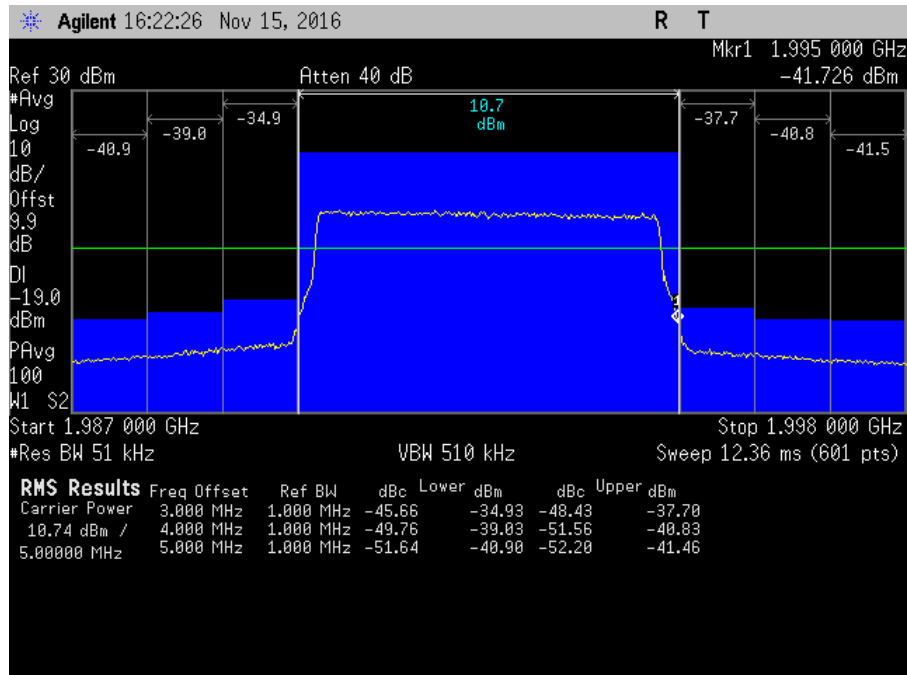 Agilent 16:22:26 Nov 15, 2016 R T
Mkr1 1.995 000 GHz
Ref 30 dBm Atten 40 dB -41.726 dBm
#Avg
Log
10
dB/
Offst
9.9
dB
DI
-19.0
dBm
PAvg
100
W1 S2
-40.9 -39.0 -34.9 10.7 dBm -37.7 -40.8 -41.5
1
Start 1.987 000 GHz Stop 1.998 000 GHz
#Res BW 51 kHz VBW 510 kHz Sweep 12.36 ms (601 pts)
RMS Results Freq Offset Ref BW dBc Lower dBm dBc Upper dBm
Carrier Power 3.000 MHz 1.000 MHz -45.66 -34.93 -48.43 -37.70
10.74 dBm / 4.000 MHz 1.000 MHz -49.76 -39.03 -51.56 -40.83
5.00000 MHz 5.000 MHz 1.000 MHz -51.64 -40.90 -52.20 -41.46